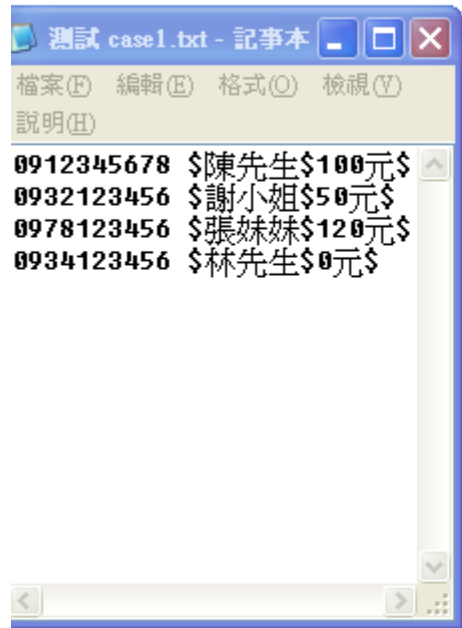 測試 case1.txt - 記事本
檔案(F) 編輯(E) 格式(O) 檢視(V)
說明(H)
0912345678 $陳先生$100元$
0932123456 $謝小姐$50元$
0978123456 $張妹妹$120元$
0934123456 $林先生$0元$